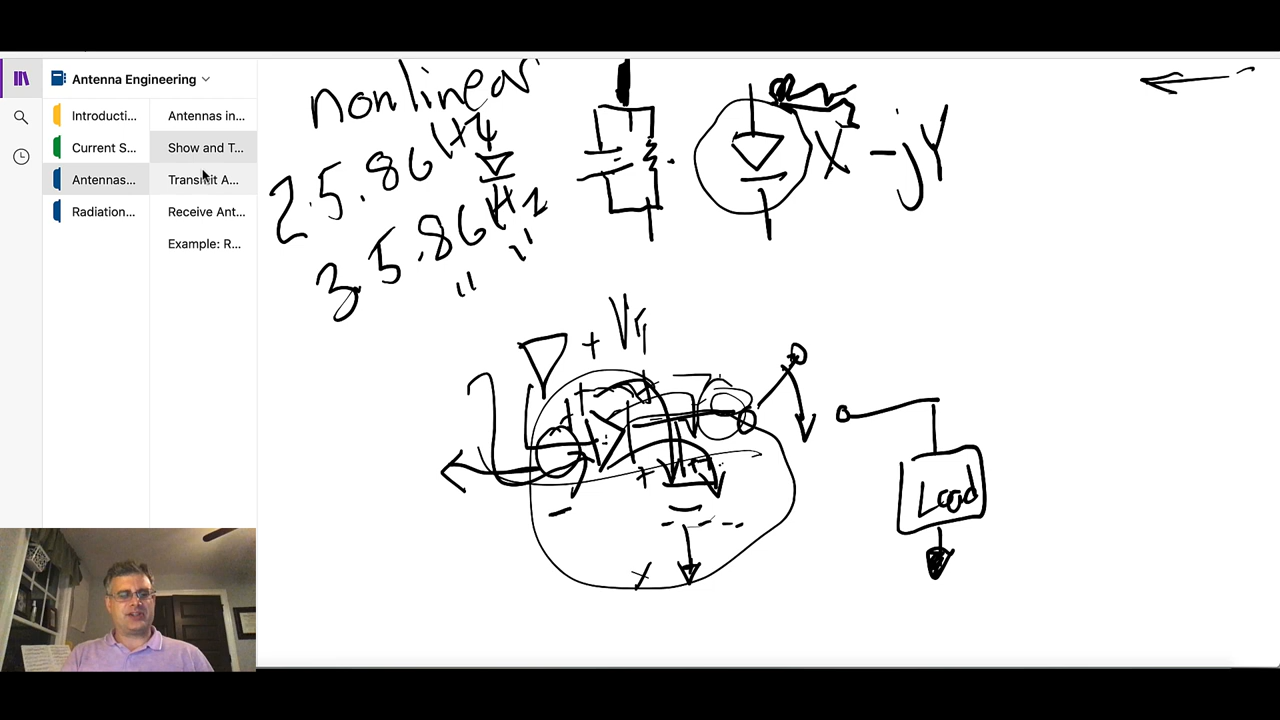 Antenna Engineering
Introducti...
Current S...
Antennas...
Radiation...
Antennas in...
Show and T...
Transmit A...
Receive Ant...
Example: R...
nonlinear
2.5.8GHz
3.5.8GHz
X -jY
+
Load